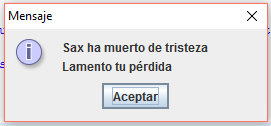 Mensaje
Sax ha muerto de tristeza
Lamento tu pérdida
Aceptar